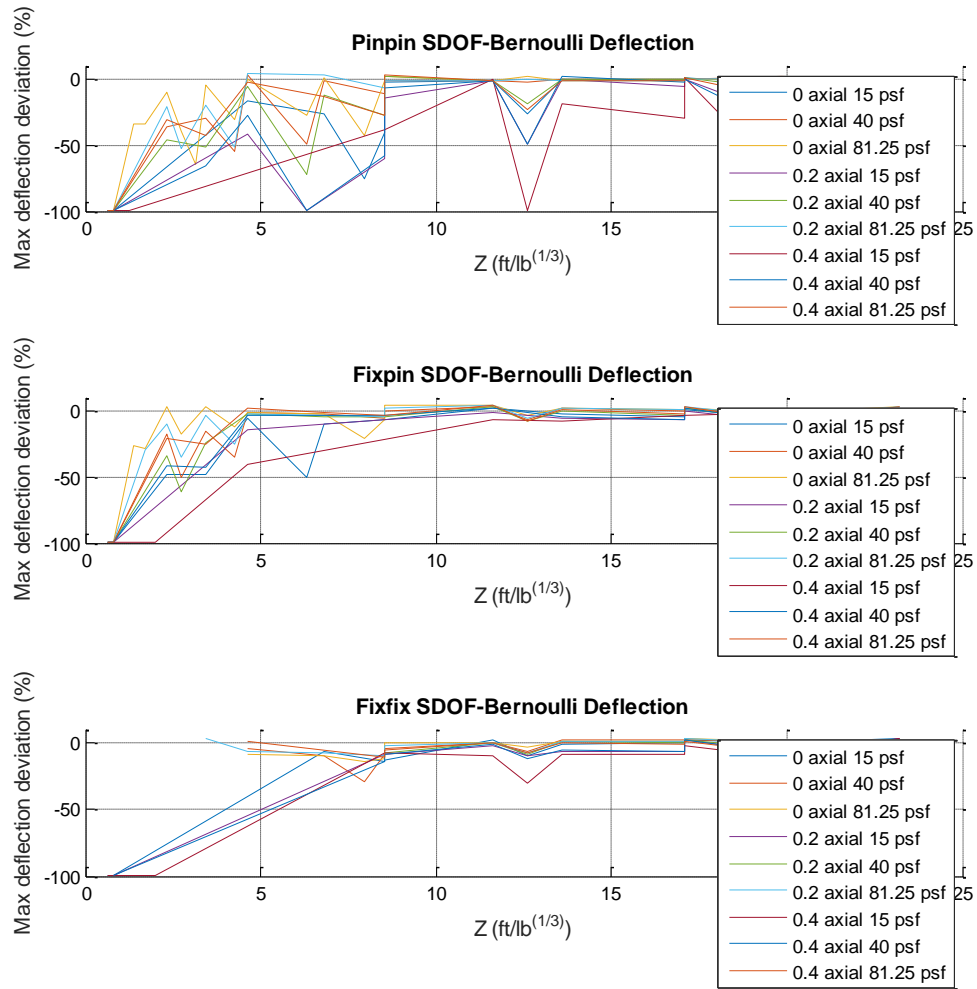 Pinpin SDOF-Bernoulli Deflection
Max deflection deviation (%)
0
-50
-100
0 5 10 15 25
Z (ft/lb^(1/3))
0 axial 15 psf
0 axial 40 psf
0 axial 81.25 psf
0.2 axial 15 psf
0.2 axial 40 psf
0.2 axial 81.25 psf
0.4 axial 15 psf
0.4 axial 40 psf
0.4 axial 81.25 psf
Fixpin SDOF-Bernoulli Deflection
Max deflection deviation (%)
0
-50
-100
0 5 10 15 25
Z (ft/lb^(1/3))
0 axial 15 psf
0 axial 40 psf
0 axial 81.25 psf
0.2 axial 15 psf
0.2 axial 40 psf
0.2 axial 81.25 psf
0.4 axial 15 psf
0.4 axial 40 psf
0.4 axial 81.25 psf
Fixfix SDOF-Bernoulli Deflection
Max deflection deviation (%)
0
-50
-100
0 5 10 15 25
Z (ft/lb^(1/3))
0 axial 15 psf
0 axial 40 psf
0 axial 81.25 psf
0.2 axial 15 psf
0.2 axial 40 psf
0.2 axial 81.25 psf
0.4 axial 15 psf
0.4 axial 40 psf
0.4 axial 81.25 psf